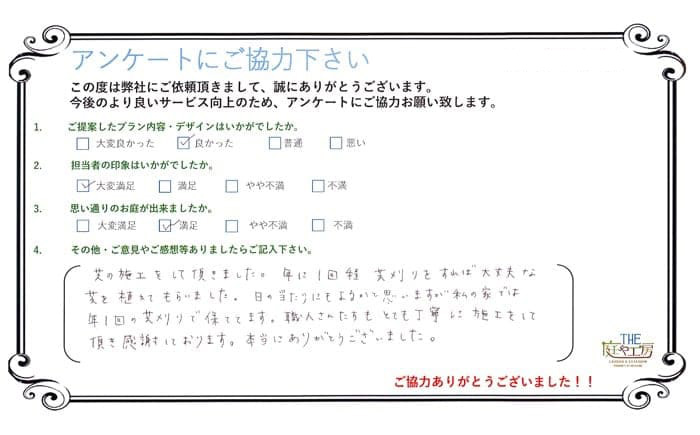 アンケートにご協力下さい
この度は弊社にご依頼頂きまして、誠にありがとうございます。
今後のより良いサービス向上のため、アンケートにご協力お願い致します。
1. ご提案したプラン内容・デザインはいかがでしたか。
大変良かった 良かった 普通 悪い
2. 担当者の印象はいかがでしたか。
大変満足 満足 やや不満 不満
3. 思い通りのお庭が出来ましたか。
大変満足 満足 やや不満 不満
4. その他・ご意見やご感想等ありましたらご記入下さい。
芝の施工をして頂きました。年に1回程 芝刈りをすれば大丈夫な
芝を植えてもらいました。日の当たりにもよるかと思いますが私の家では
年1回の芝刈りで保ててます。職人さんたちもとても丁寧に施工をして
頂き感謝しております。本当にありがとうございました。
THE
庭や工房
ご協力ありがとうございました！！